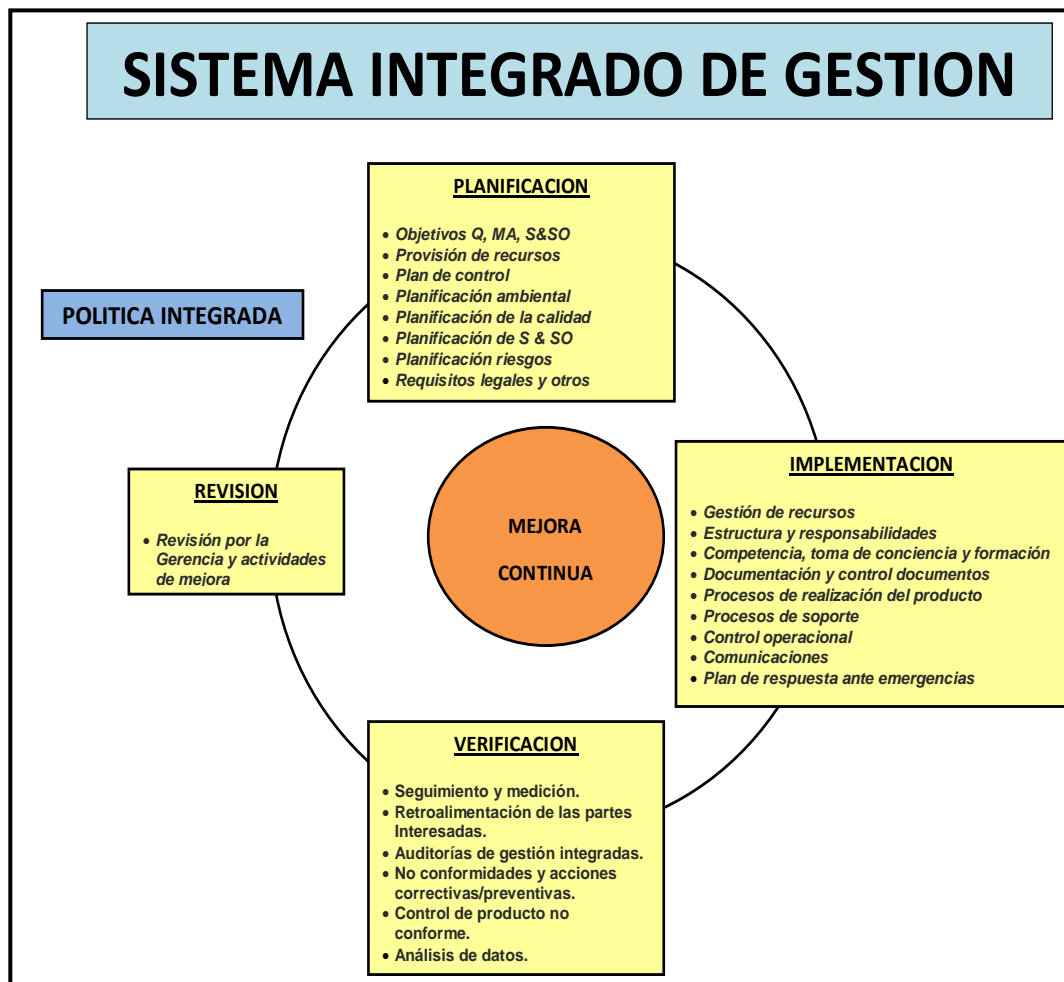 SISTEMA INTEGRADO DE GESTION
PLANIFICACION
• Objetivos Q, MA, S&SO
• Provisión de recursos
• Plan de control
• Planificación ambiental
• Planificación de la calidad
• Planificación de S & SO
• Planificación riesgos
• Requisitos legales y otros
POLITICA INTEGRADA
IMPLEMENTACION
• Gestión de recursos
• Estructura y responsabilidades
• Competencia, toma de conciencia y formación
• Documentación y control documentos
• Procesos de realización del producto
• Procesos de soporte
• Control operacional
• Comunicaciones
• Plan de respuesta ante emergencias
REVISION
• Revisión por la
Gerencia y actividades
de mejora
MEJORA
CONTINUA
VERIFICACION
• Seguimiento y medición.
• Retroalimentación de las partes
Interesadas.
• Auditorías de gestión integradas.
• No conformidades y acciones
correctivas/preventivas.
• Control de producto no
conforme.
• Análisis de datos.